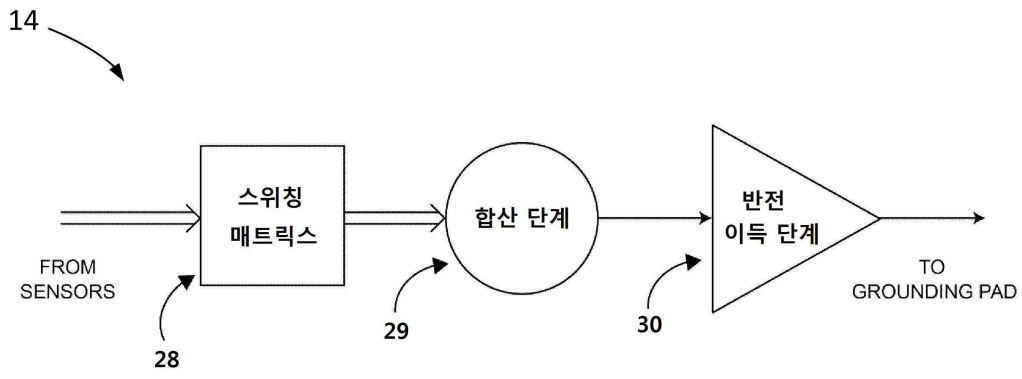 14
스위칭
매트릭스
합산 단계
반전
이득 단계
FROM
SENSORS
TO
GROUNDING PAD
28
29
30